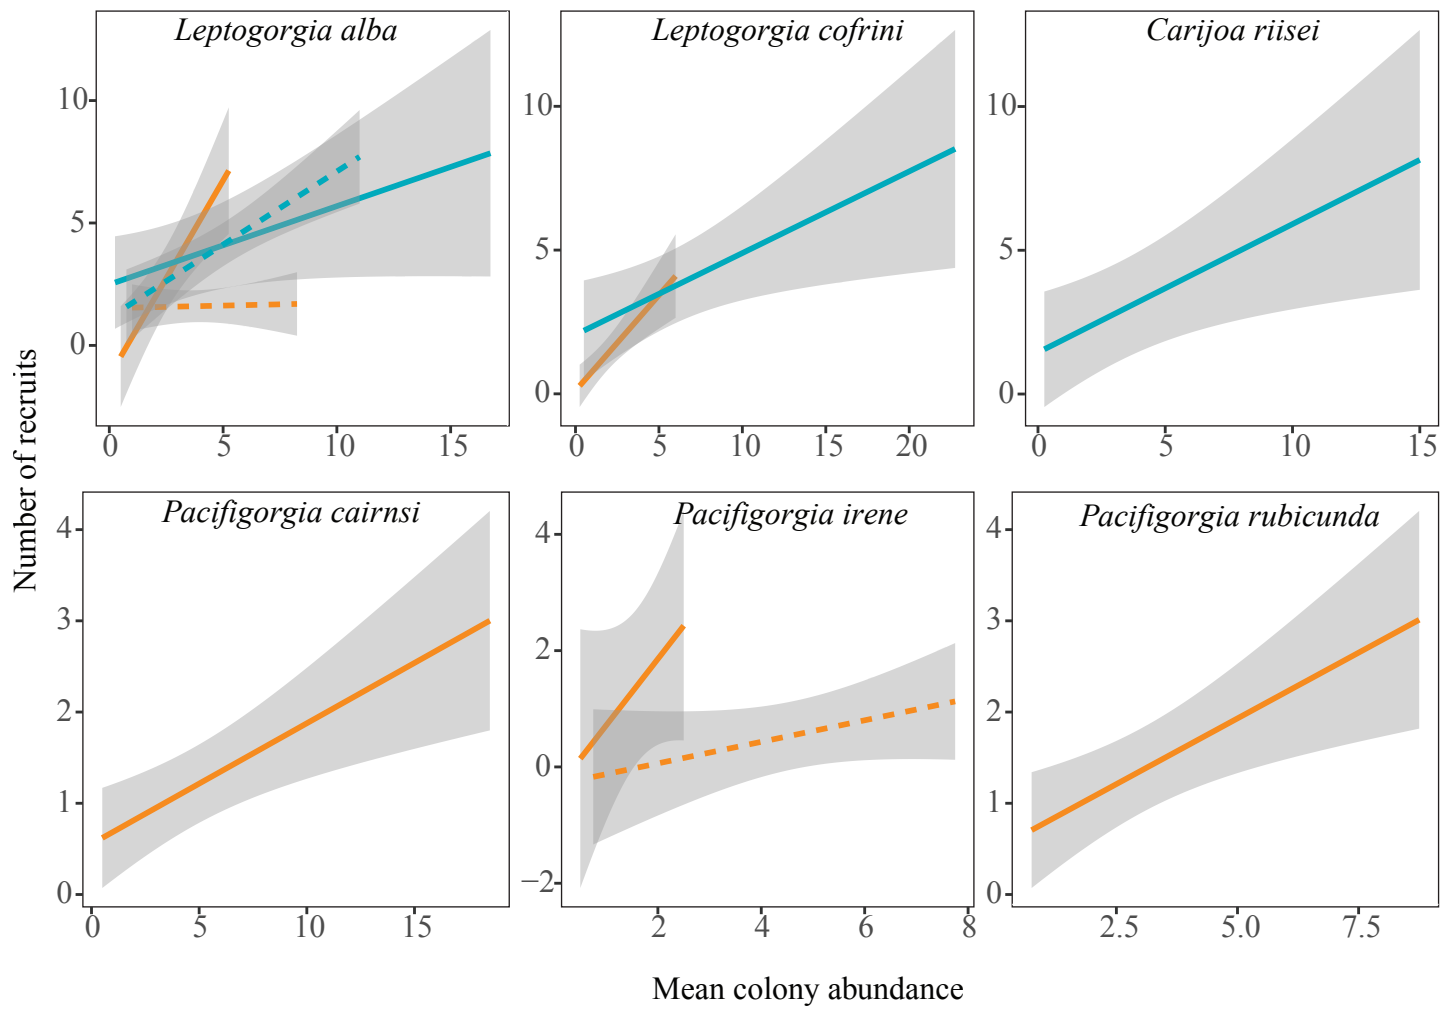 Leptogorgia alba
Leptogorgia cofrini
Carijoa riisei
10
5
0
0 5 10 15
10
5
0
0 5 10 15 20
10
5
0
0 5 10 15
Number of recruits
Pacifigorgia cairnsi
Pacifigorgia irene
Pacifigorgia rubicunda
4
3
2
1
0
0 5 10 15
4
2
0
−2
2 4 6 8
4
3
2
1
0
2.5 5.0 7.5
Mean colony abundance